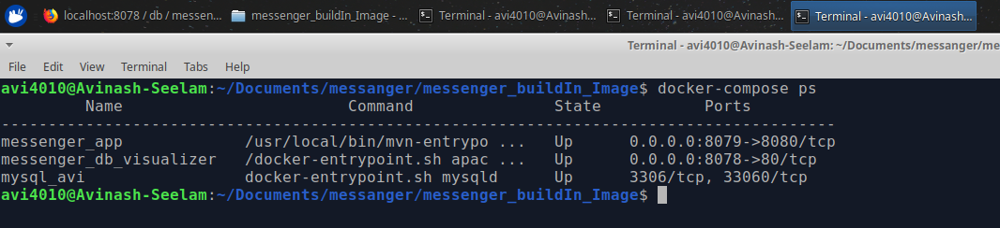 localhost:8078 / db / messen...
messenger_buildIn_Image - ...
Terminal - avi4010@Avinash...
Terminal - avi4010@Avinash...
Terminal - avi4010@Avinash...
Terminal - avi4010@Avinash-Seelam: ~/Documents/messanger/me
File Edit View Terminal Tabs Help
avi4010@Avinash-Seelam:~/Documents/messanger/messenger_buildIn_Image$ docker-compose ps
Name Command State Ports
-----------------------------------------------------------------------------------------
messenger_app /usr/local/bin/mvn-entrypo ... Up 0.0.0.0:8079->8080/tcp
messenger_db_visualizer /docker-entrypoint.sh apac ... Up 0.0.0.0:8078->80/tcp
mysql_avi docker-entrypoint.sh mysqld Up 3306/tcp, 33060/tcp
avi4010@Avinash-Seelam:~/Documents/messanger/messenger_buildIn_Image$